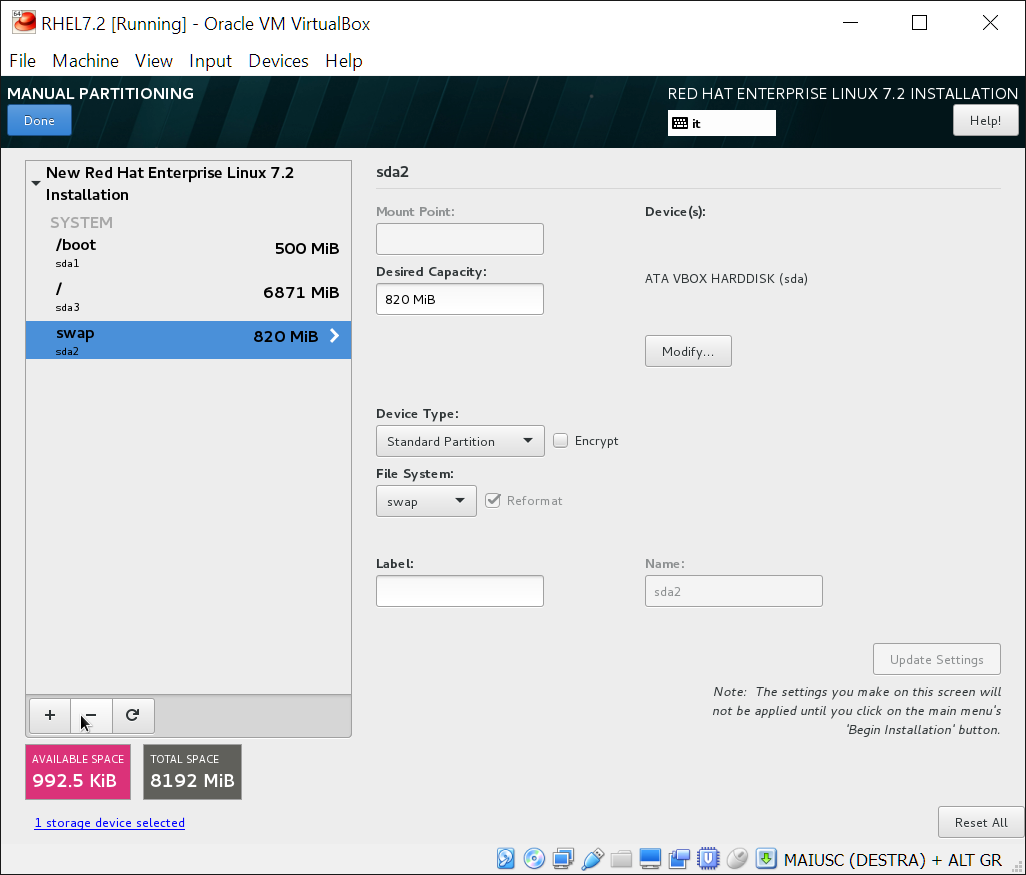 RHEL7.2 [Running] - Oracle VM VirtualBox
File Machine View Input Devices Help
MANUAL PARTITIONING
RED HAT ENTERPRISE LINUX 7.2 INSTALLATION
Done
it
Help!
New Red Hat Enterprise Linux 7.2
Installation
SYSTEM
/boot 500 MiB
sda1
/ 6871 MiB
sda3
swap 820 MiB
sda2
sda2
Mount Point:
Device(s):
Desired Capacity:
820 MiB
ATA VBOX HARDDISK (sda)
Modify...
Device Type:
Standard Partition
Encrypt
File System:
swap
Reformat
Label:
Name:
sda2
Update Settings
Note: The settings you make on this screen will
not be applied until you click on the main menu's
'Begin Installation' button.
+ −
AVAILABLE SPACE
992.5 KiB
TOTAL SPACE
8192 MiB
1 storage device selected
Reset All
MAIUSC (DESTRA) + ALT GR